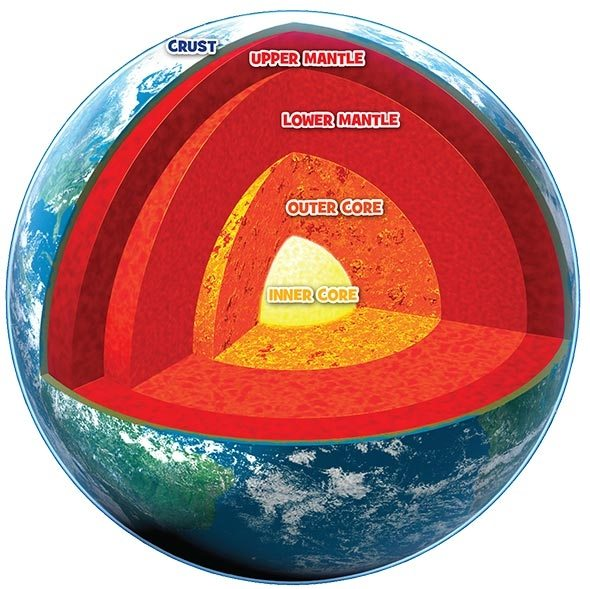 CRUST
UPPER MANTLE
LOWER MANTLE
OUTER CORE
INNER CORE